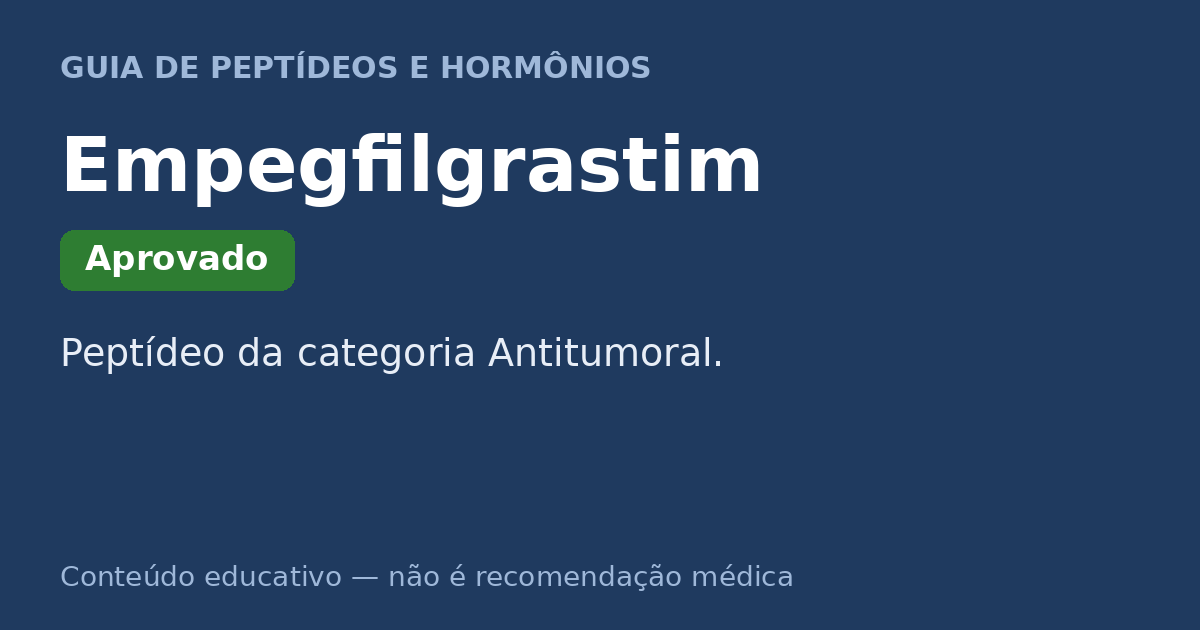 GUIA DE PEPTÍDEOS E HORMÔNIOS
Empegfilgrastim
Aprovado
Peptídeo da categoria Antitumoral.
Conteúdo educativo — não é recomendação médica